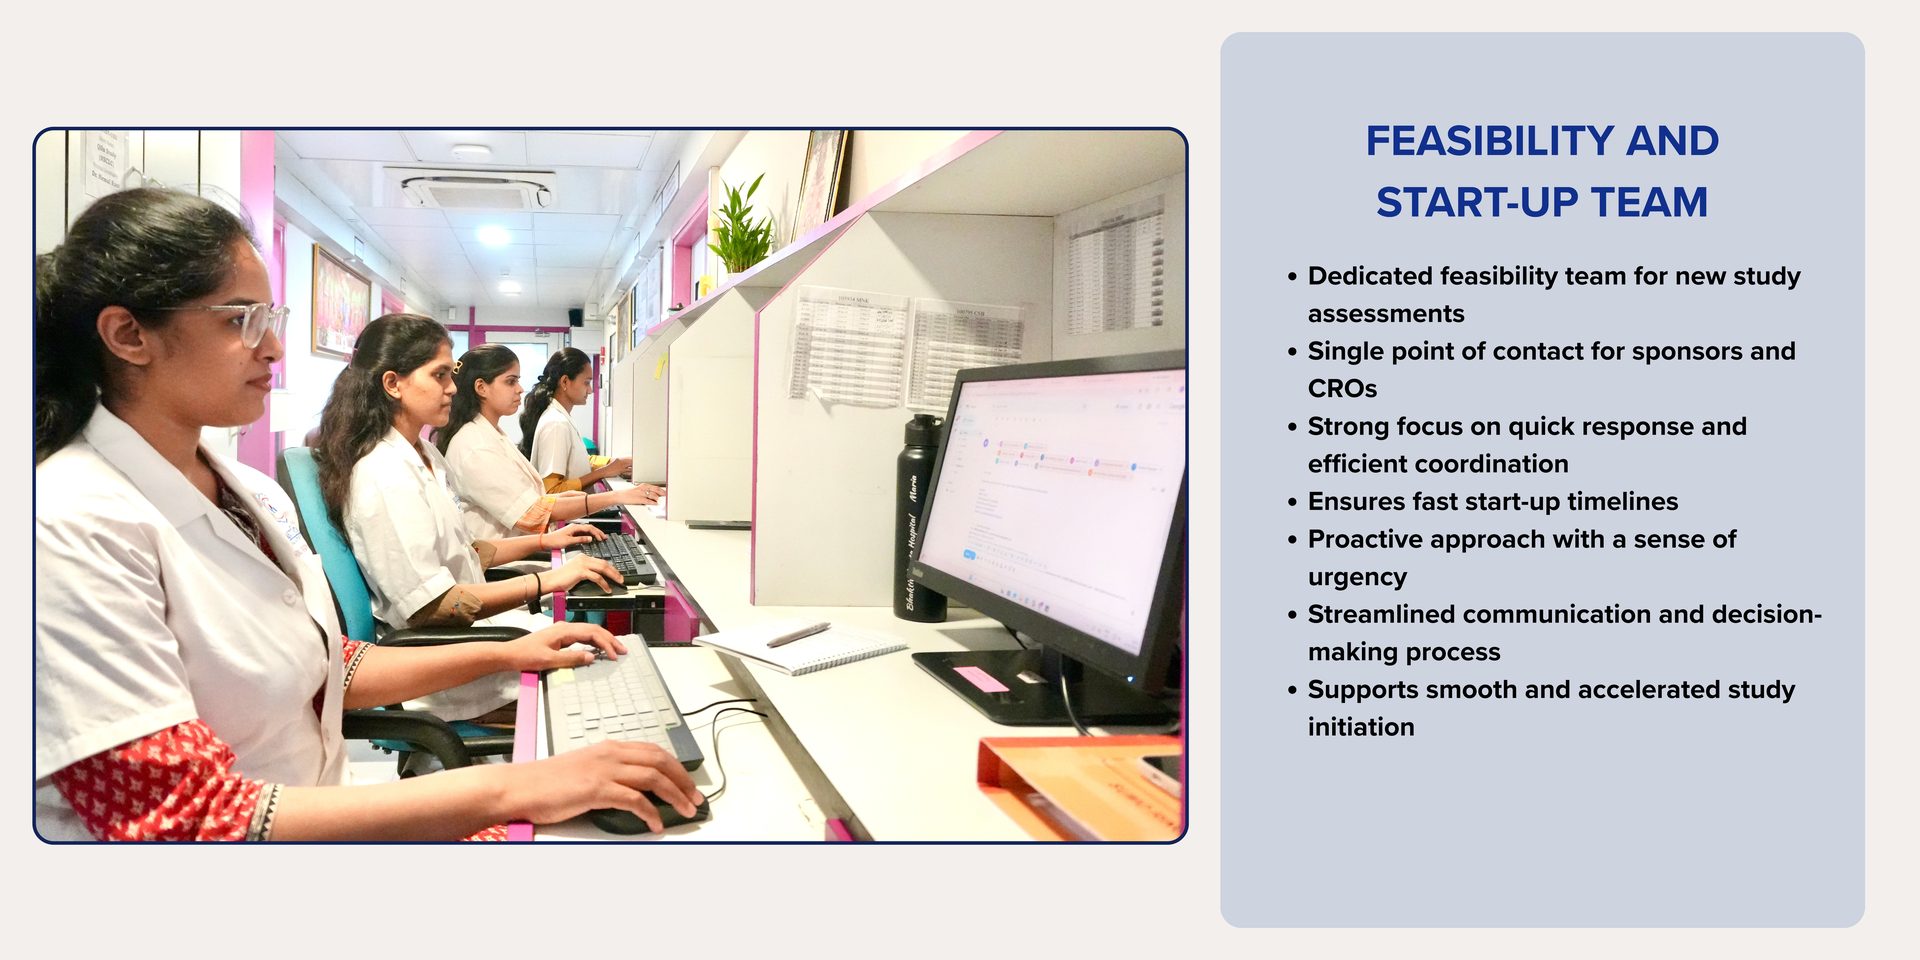 FEASIBILITY AND
START-UP TEAM
• Dedicated feasibility team for new study
assessments
• Single point of contact for sponsors and
CROs
• Strong focus on quick response and
efficient coordination
• Ensures fast start-up timelines
• Proactive approach with a sense of
urgency
• Streamlined communication and decision-
making process
• Supports smooth and accelerated study
initiation
Hospital Maria